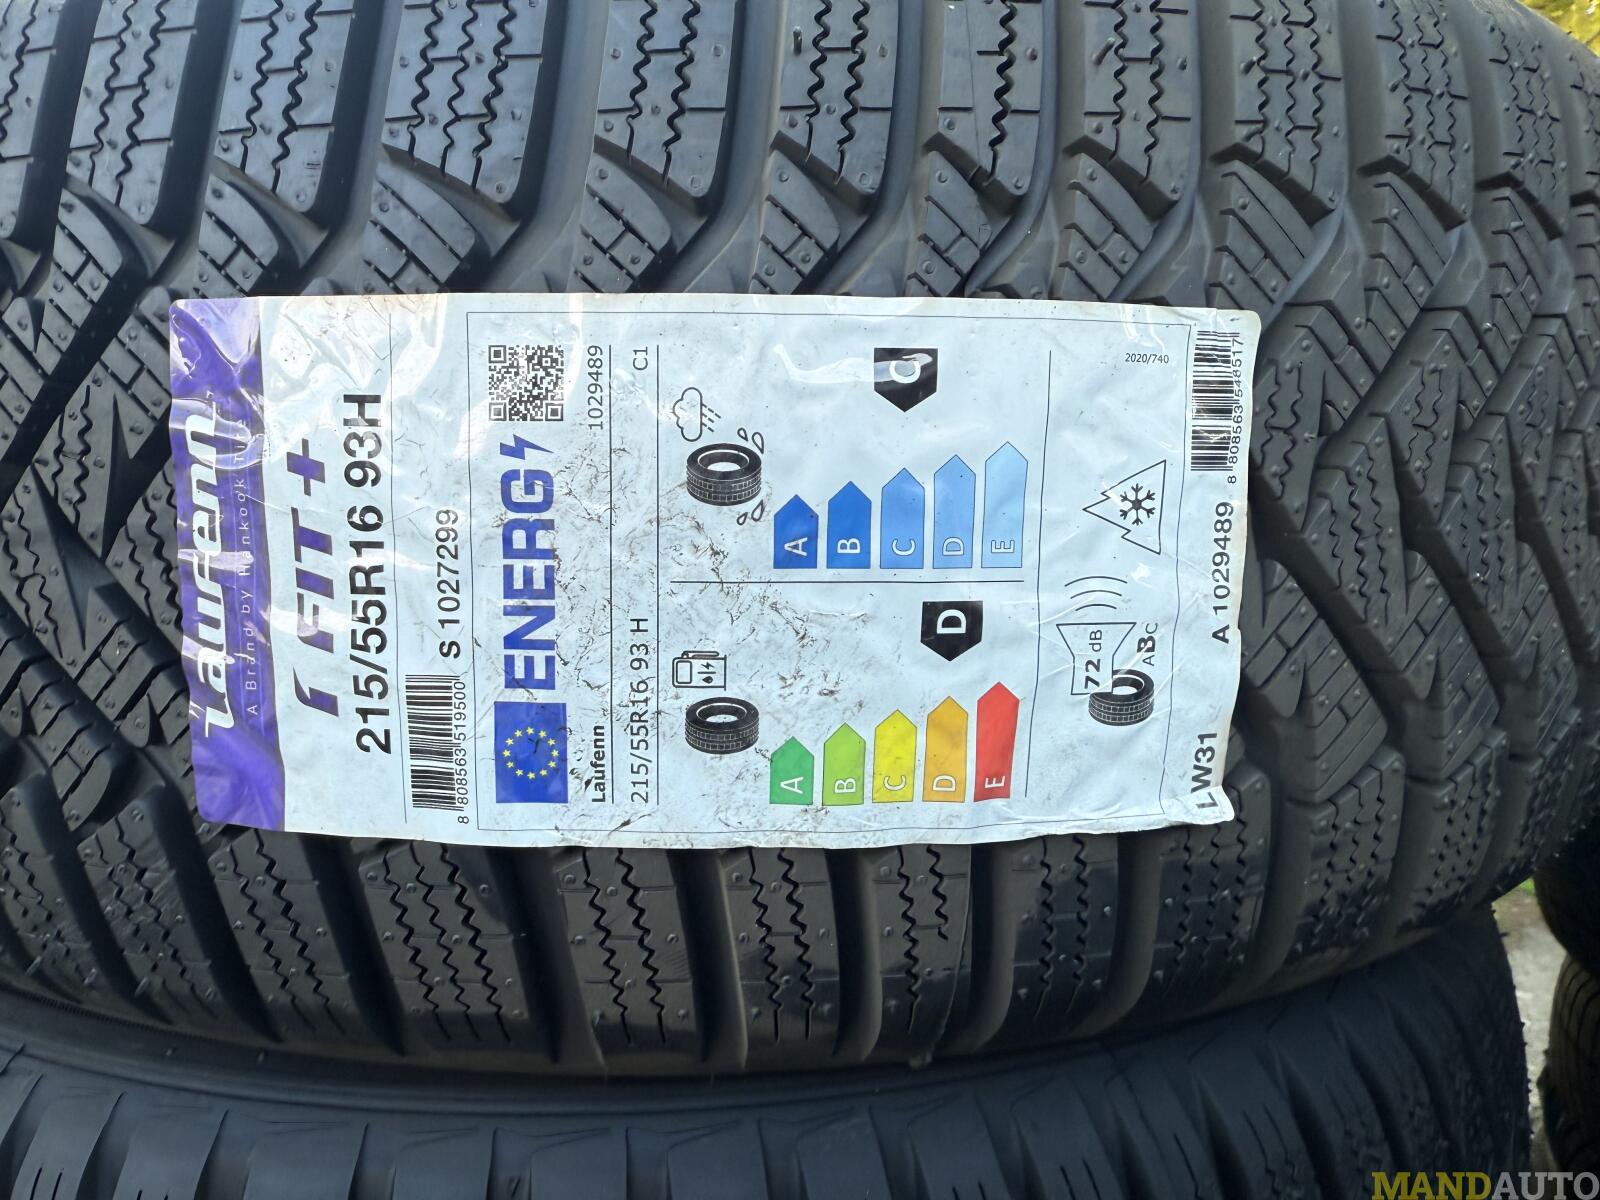 Laufenn
A Brand by Hankook Tire
FIT+
215/55R16 93H
S 1027299
8 808563 519500
ENERG
Laufenn
1029489
215/55R16 93 H
C1
A
B
C
D
E
C
A
B
C
D
E
D
2020/740
72 dB
ABC
8 808563 548517
LW31
A 1029489
MANDAUTO